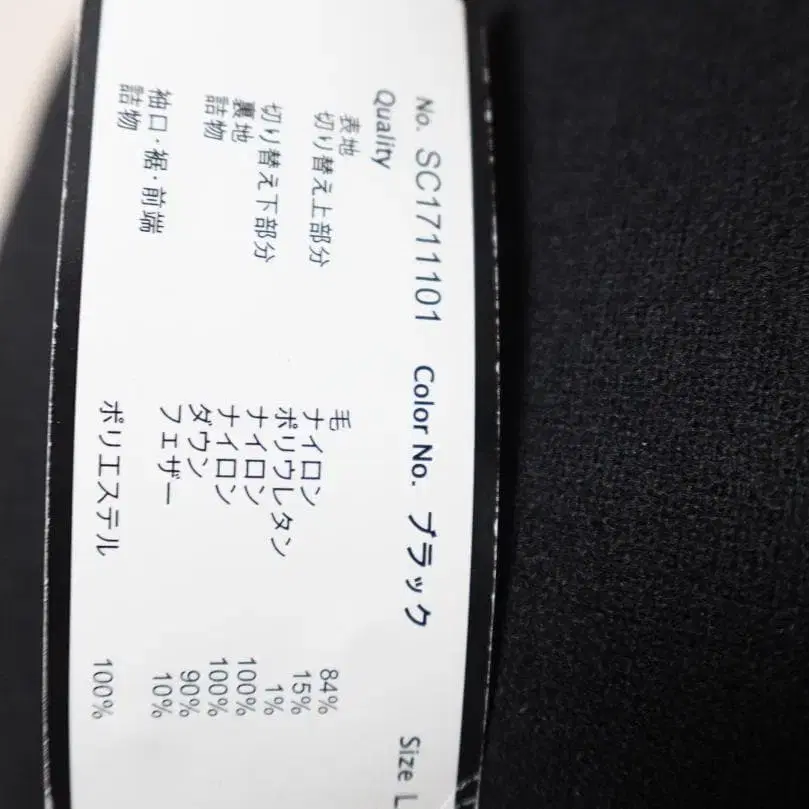 No. SC1711101 Color No. ブラック Size L
Quality
表地
切り替え上部分 毛 84%
ナイロン 15%
ポリウレタン 1%
切り替え下部分 ナイロン 100%
裏地 ナイロン 100%
詰物 ダウン 90%
フェザー 10%
袖口・裾・前端
詰物 ポリエステル 100%